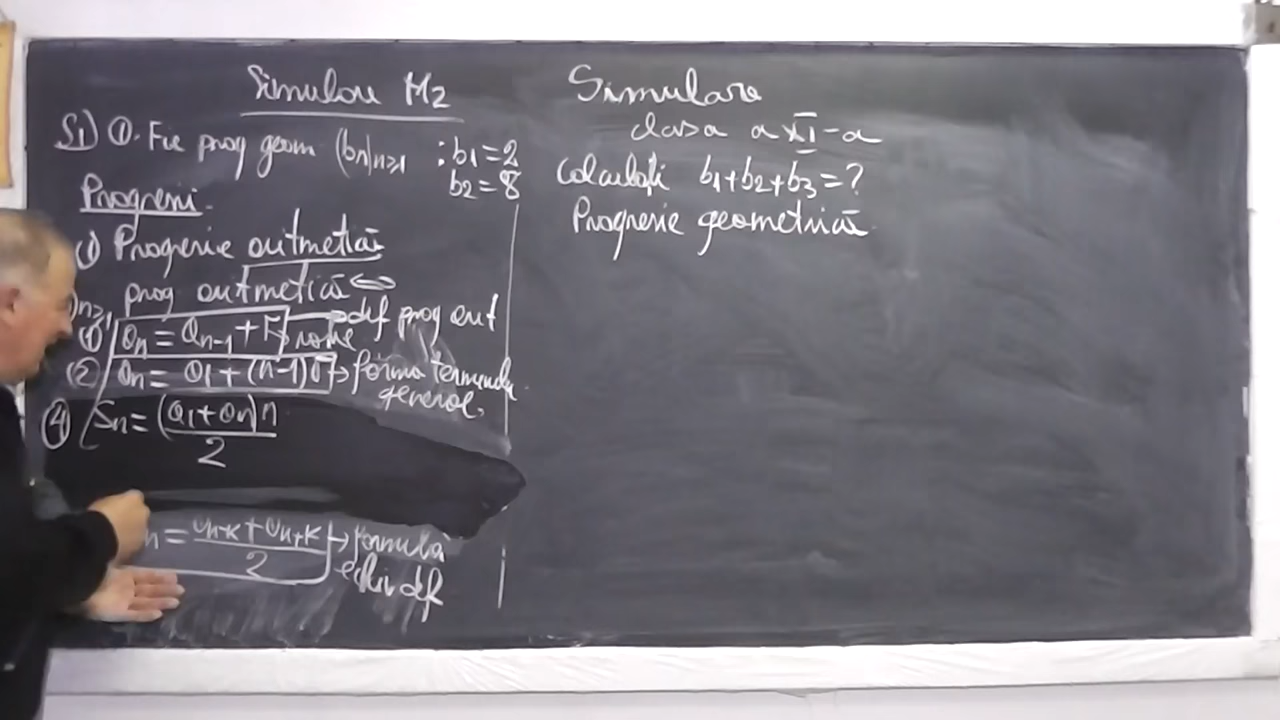 Simulare M2
S1) ①. Fie prog geom (bn)n≥1 : b1=2
b2=8
Progresii.
① Progresie aritmetică
n≥1 prog aritmetică ⇔
(1) an = an-1 + r → def prog arit
→ rație
(2) an = a1 + (n-1)r → forma termenului
general.
④ Sn = (a1+an)n
2
n = an-k + an+k → formula
2 echiv def
Simulare
clasa a XI-a
Calculați b1+b2+b3=?
Progresie geometrică